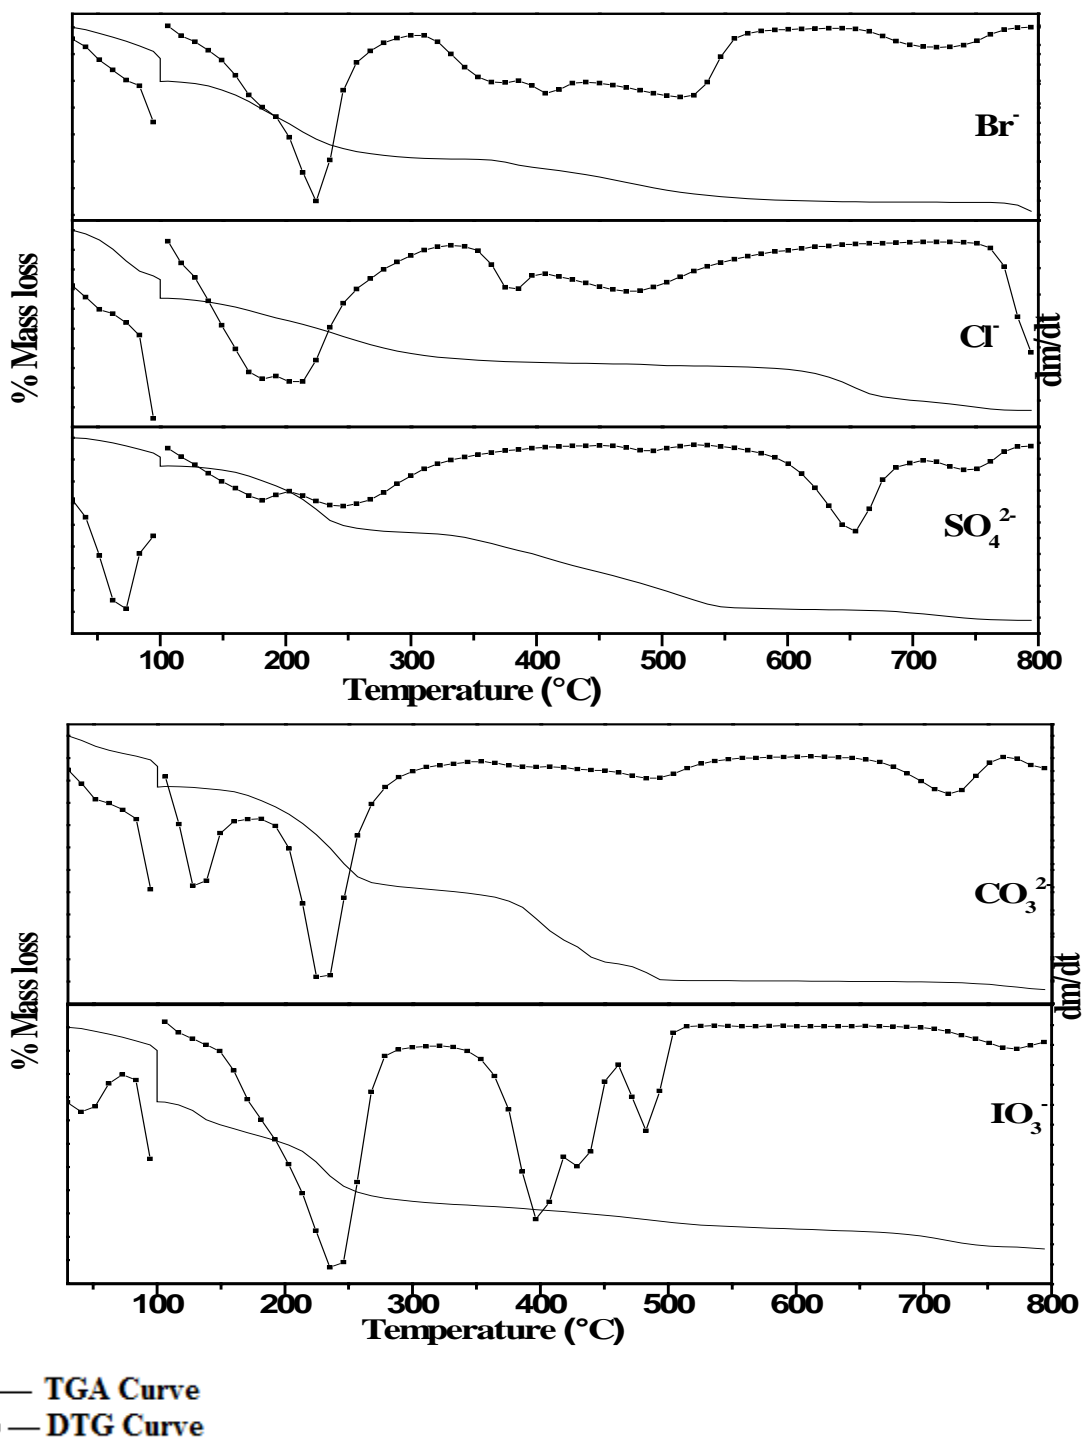 Br⁻
% Mass loss
Cl⁻
dm/dt
SO₄²⁻
100 200 300 400 500 600 700 800
Temperature (°C)
CO₃²⁻
% Mass loss
dm/dt
IO₃⁻
100 200 300 400 500 600 700 800
Temperature (°C)
— TGA Curve
— DTG Curve